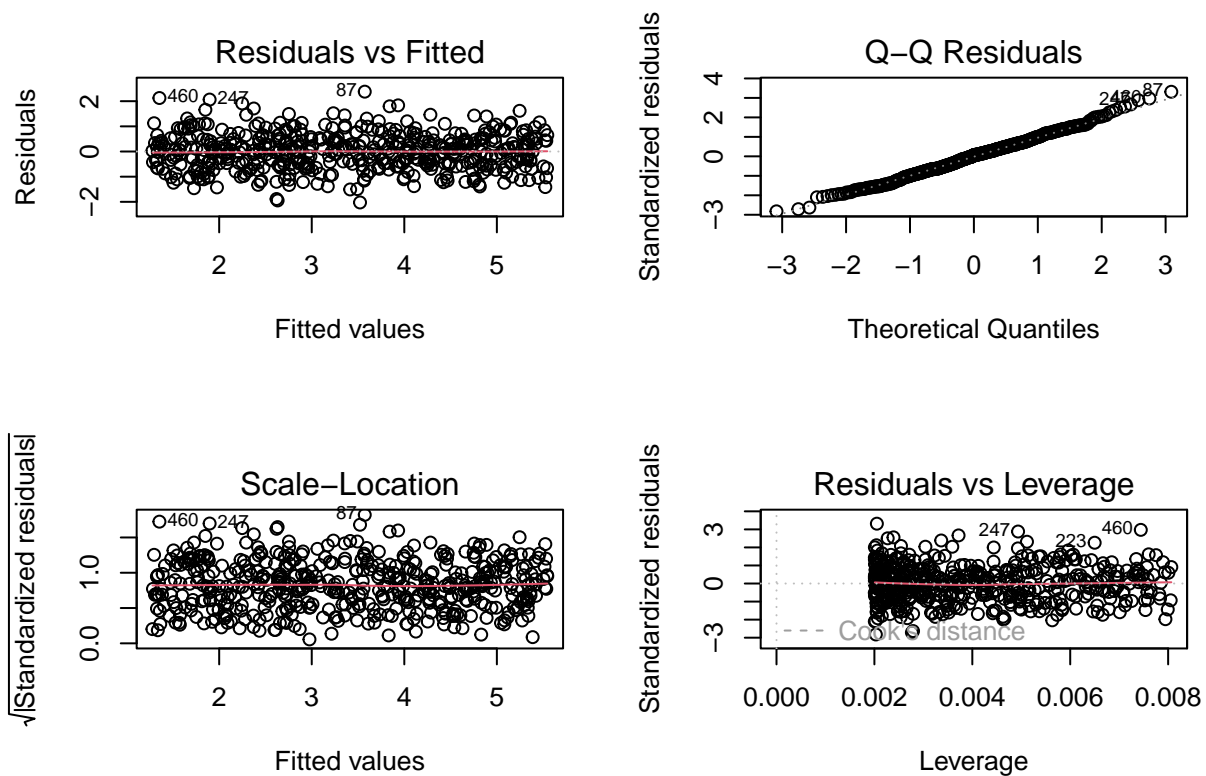 Residuals vs Fitted
Residuals
2
0
−2
460
247
87
2 3 4 5
Fitted values
Q−Q Residuals
Standardized residuals
4
2
0
−3
87
−3 −2 −1 0 1 2 3
Theoretical Quantiles
Scale−Location
√|Standardized residuals|
1.0
0.0
460
247
87
2 3 4 5
Fitted values
Residuals vs Leverage
Standardized residuals
3
0
−3
247
223
460
Cook's distance
0.000 0.002 0.004 0.006 0.008
Leverage